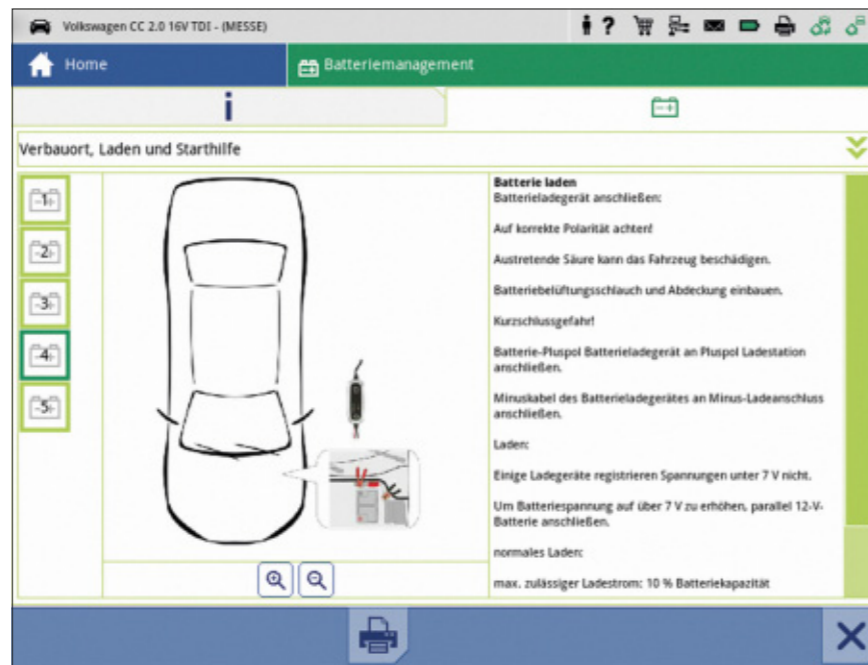 Volkswagen CC 2.0 16V TDI - (MESSE)
?
Home
Batteriemanagement
i
Verbauort, Laden und Starthilfe
-1+
-2+
-3+
-4+
-5+
Batterie laden
Batterieladegerät anschließen:
Auf korrekte Polarität achten!
Austretende Säure kann das Fahrzeug beschädigen.
Batteriebelüftungsschlauch und Abdeckung einbauen.
Kurzschlussgefahr!
Batterie-Pluspol Batterieladegerät an Pluspol Ladestation
anschließen.
Minuskabel des Batterieladegerätes an Minus-Ladeanschluss
anschließen.
Laden:
Einige Ladegeräte registrieren Spannungen unter 7 V nicht.
Um Batteriespannung auf über 7 V zu erhöhen, parallel 12-V-
Batterie anschließen.
normales Laden:
max. zulässiger Ladestrom: 10 % Batteriekapazität